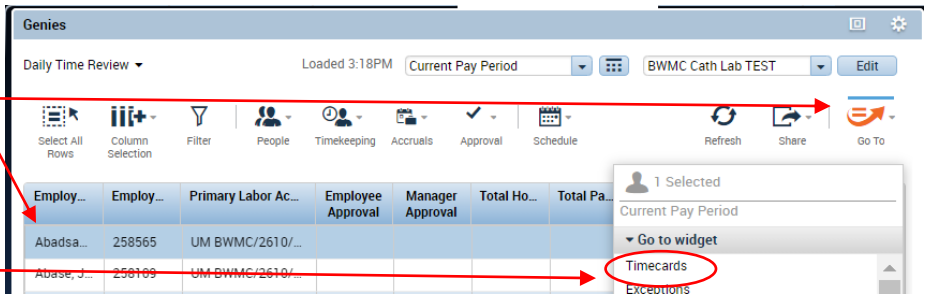 Genies
Daily Time Review
Loaded 3:18PM
Current Pay Period
BWMC Cath Lab TEST
Edit
Select All Rows
Column Selection
Filter
People
Timekeeping
Accruals
Approval
Schedule
Refresh
Share
Go To
Employ...
Employ...
Primary Labor Ac...
Employee Approval
Manager Approval
Total Ho...
Total Pa...
1 Selected
Current Pay Period
Go to widget
Abadsa...
258565
UM BWMC/2610/...
Timecards
Abase, J...
258109
UM BWMC/2610/...
Exceptions